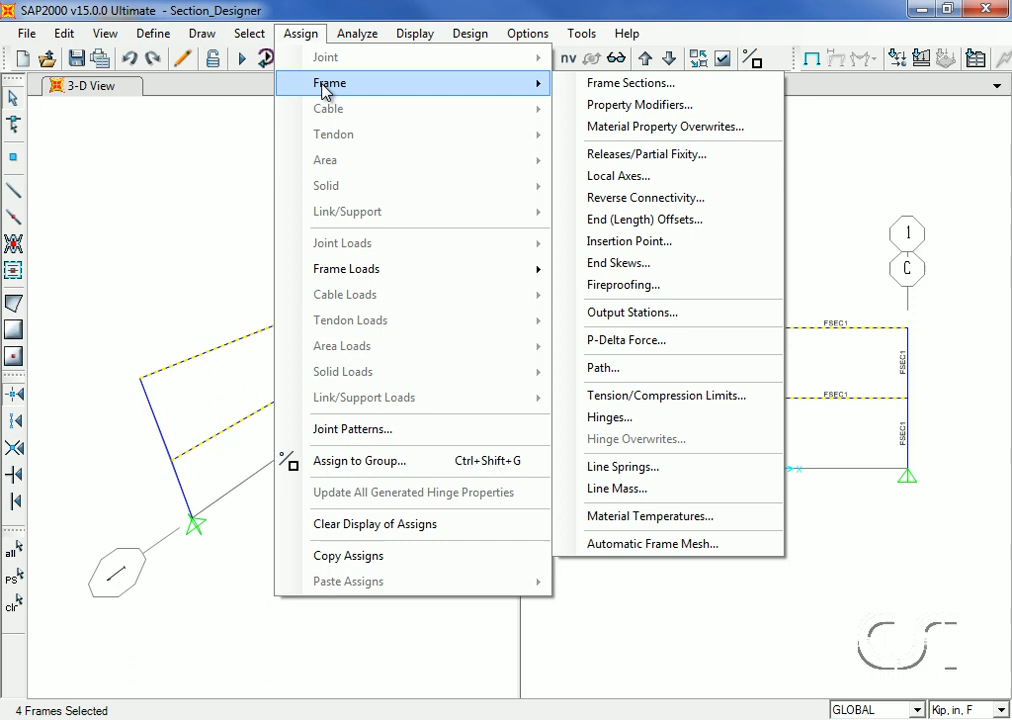 SAP2000 v15.0.0 Ultimate - Section_Designer
File Edit View Define Draw Select Assign Analyze Display Design Options Tools Help
nv
3-D View
Joint
Frame
Cable
Tendon
Area
Solid
Link/Support
Joint Loads
Frame Loads
Cable Loads
Tendon Loads
Area Loads
Solid Loads
Link/Support Loads
Joint Patterns...
Assign to Group... Ctrl+Shift+G
Update All Generated Hinge Properties
Clear Display of Assigns
Copy Assigns
Paste Assigns
Frame Sections...
Property Modifiers...
Material Property Overwrites...
Releases/Partial Fixity...
Local Axes...
Reverse Connectivity...
End (Length) Offsets...
Insertion Point...
End Skews...
Fireproofing...
Output Stations...
P-Delta Force...
Path...
Tension/Compression Limits...
Hinges...
Hinge Overwrites...
Line Springs...
Line Mass...
Material Temperatures...
Automatic Frame Mesh...
all
PS
clr
1
C
FSEC1
FSEC1
FSEC1
FSEC1
X
CSI
4 Frames Selected
GLOBAL
Kip, in, F